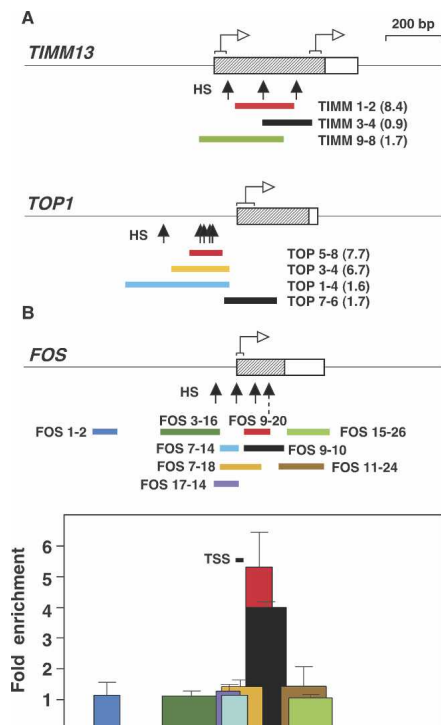 A
200 bp
TIMM13
HS
TIMM 1-2 (8.4)
TIMM 3-4 (0.9)
TIMM 9-8 (1.7)
TOP1
HS
TOP 5-8 (7.7)
TOP 3-4 (6.7)
TOP 1-4 (1.6)
TOP 7-6 (1.7)
B
FOS
HS
FOS 3-16 FOS 9-20
FOS 1-2 FOS 15-26
FOS 7-14 FOS 9-10
FOS 7-18 FOS 11-24
FOS 17-14
TSS
Fold enrichment
6
5
4
3
2
1